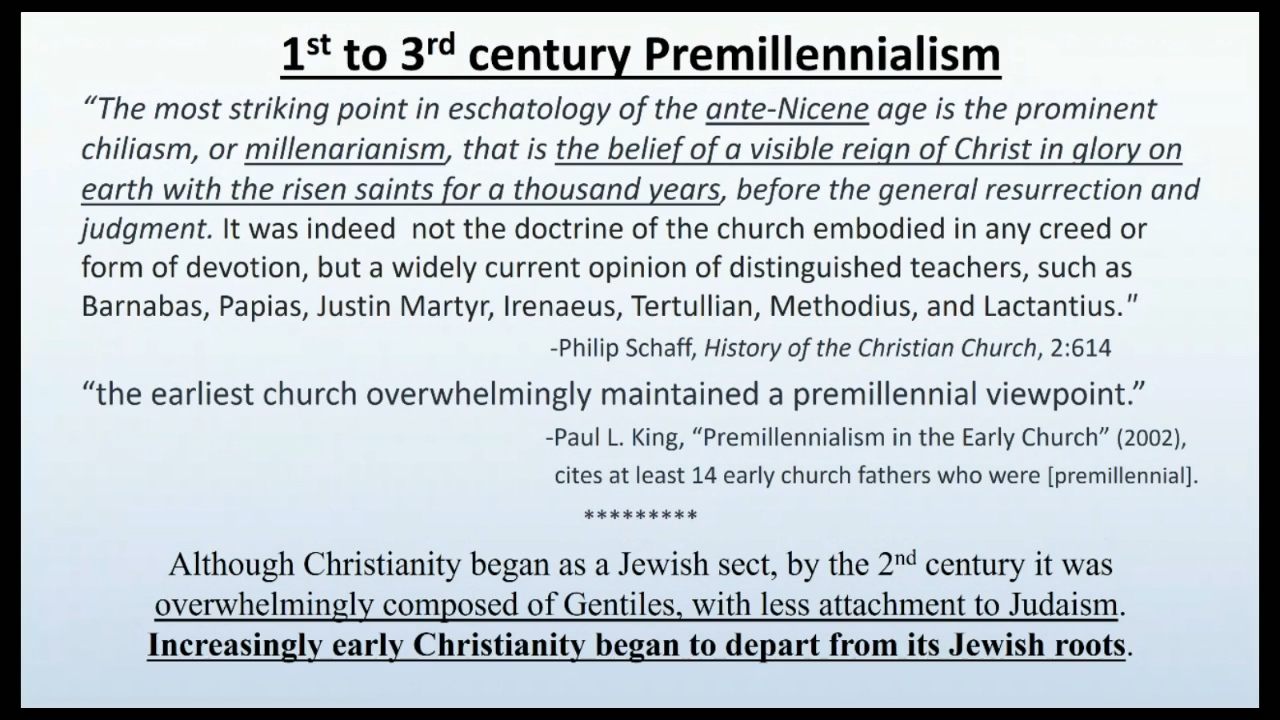 1st to 3rd century Premillennialism
“The most striking point in eschatology of the ante-Nicene age is the prominent
chiliasm, or millenarianism, that is the belief of a visible reign of Christ in glory on
earth with the risen saints for a thousand years, before the general resurrection and
judgment. It was indeed  not the doctrine of the church embodied in any creed or
form of devotion, but a widely current opinion of distinguished teachers, such as
Barnabas, Papias, Justin Martyr, Irenaeus, Tertullian, Methodius, and Lactantius."
-Philip Schaff, History of the Christian Church, 2:614
“the earliest church overwhelmingly maintained a premillennial viewpoint.”
-Paul L. King, “Premillennialism in the Early Church” (2002),
cites at least 14 early church fathers who were [premillennial].
*********
Although Christianity began as a Jewish sect, by the 2nd century it was
overwhelmingly composed of Gentiles, with less attachment to Judaism.
Increasingly early Christianity began to depart from its Jewish roots.